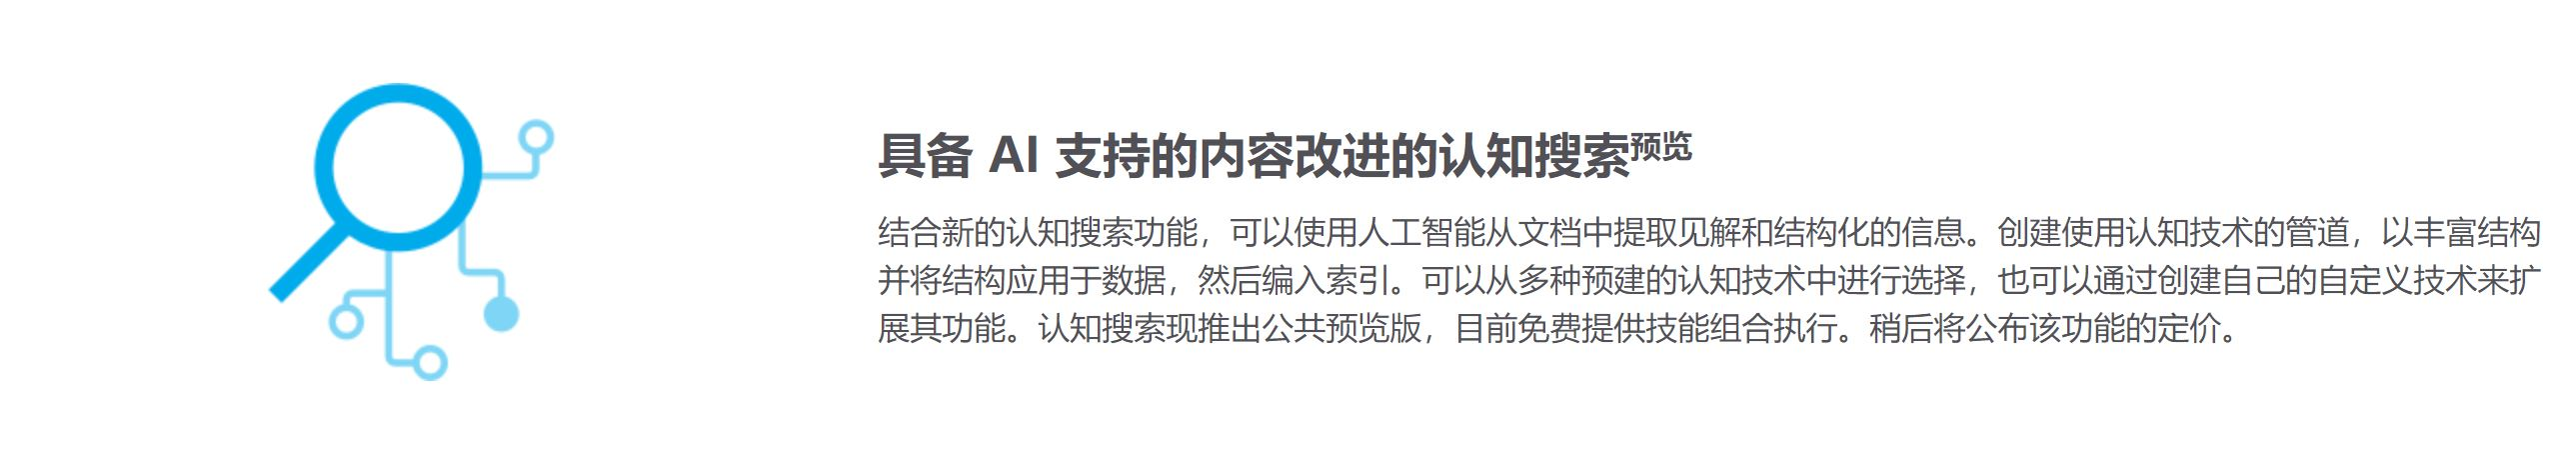 具备 AI 支持的内容改进的认知搜索预览
结合新的认知搜索功能，可以使用人工智能从文档中提取见解和结构化的信息。创建使用认知技术的管道，以丰富结构
并将结构应用于数据，然后编入索引。可以从多种预建的认知技术中进行选择，也可以通过创建自己的自定义技术来扩
展其功能。认知搜索现推出公共预览版，目前免费提供技能组合执行。稍后将公布该功能的定价。